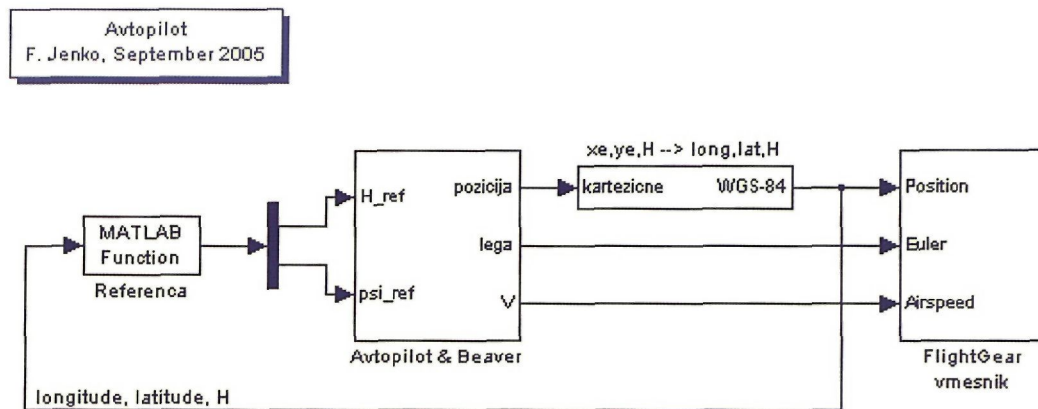 Avtopilot
F. Jenko, September 2005
xe,ye,H --> long,lat,H
H_ref
pozicija
kartezicne
WGS-84
Position
MATLAB
Function
lega
Euler
Referenca
psi_ref
V
Airspeed
Avtopilot & Beaver
FlightGear
vmesnik
longitude, latitude, H